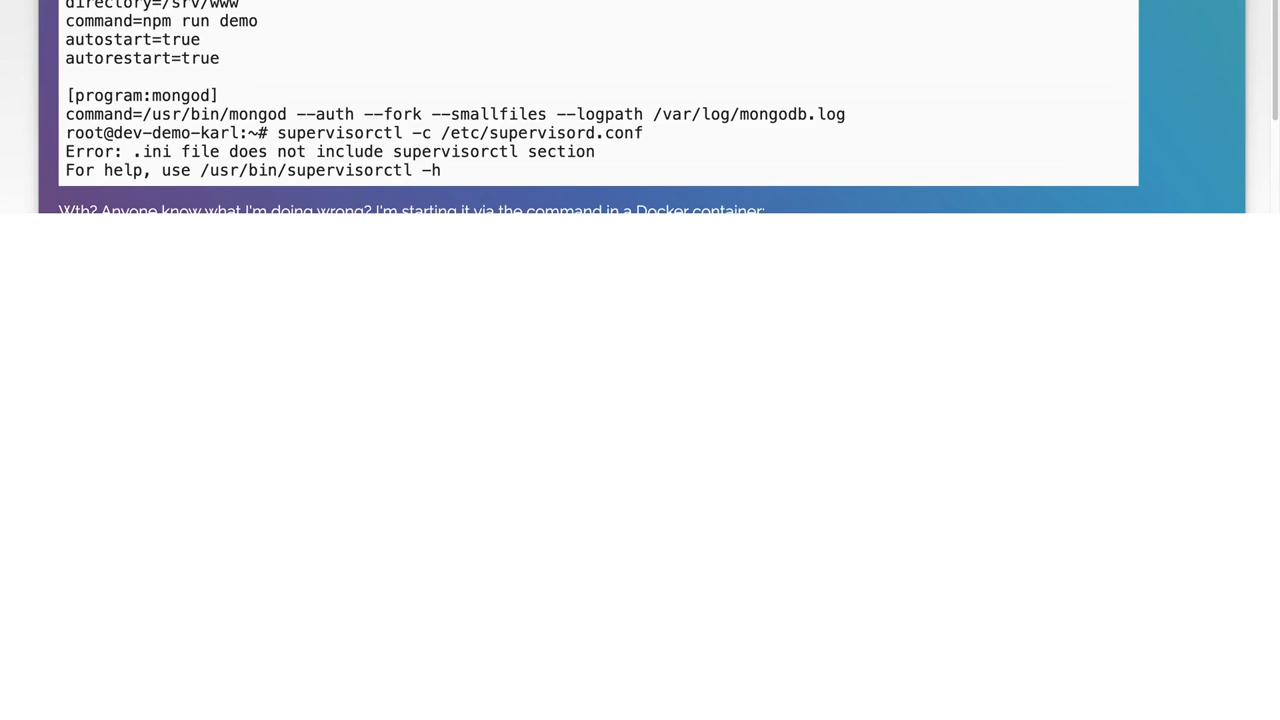 directory=/srv/www
command=npm run demo
autostart=true
autorestart=true
[program:mongod]
command=/usr/bin/mongod --auth --fork --smallfiles --logpath /var/log/mongodb.log
root@dev-demo-karl:~# supervisorctl -c /etc/supervisord.conf
Error: .ini file does not include supervisorctl section
For help, use /usr/bin/supervisorctl -h
Wth? Anyone know what I'm doing wrong? I'm starting it via the command in a Docker container: